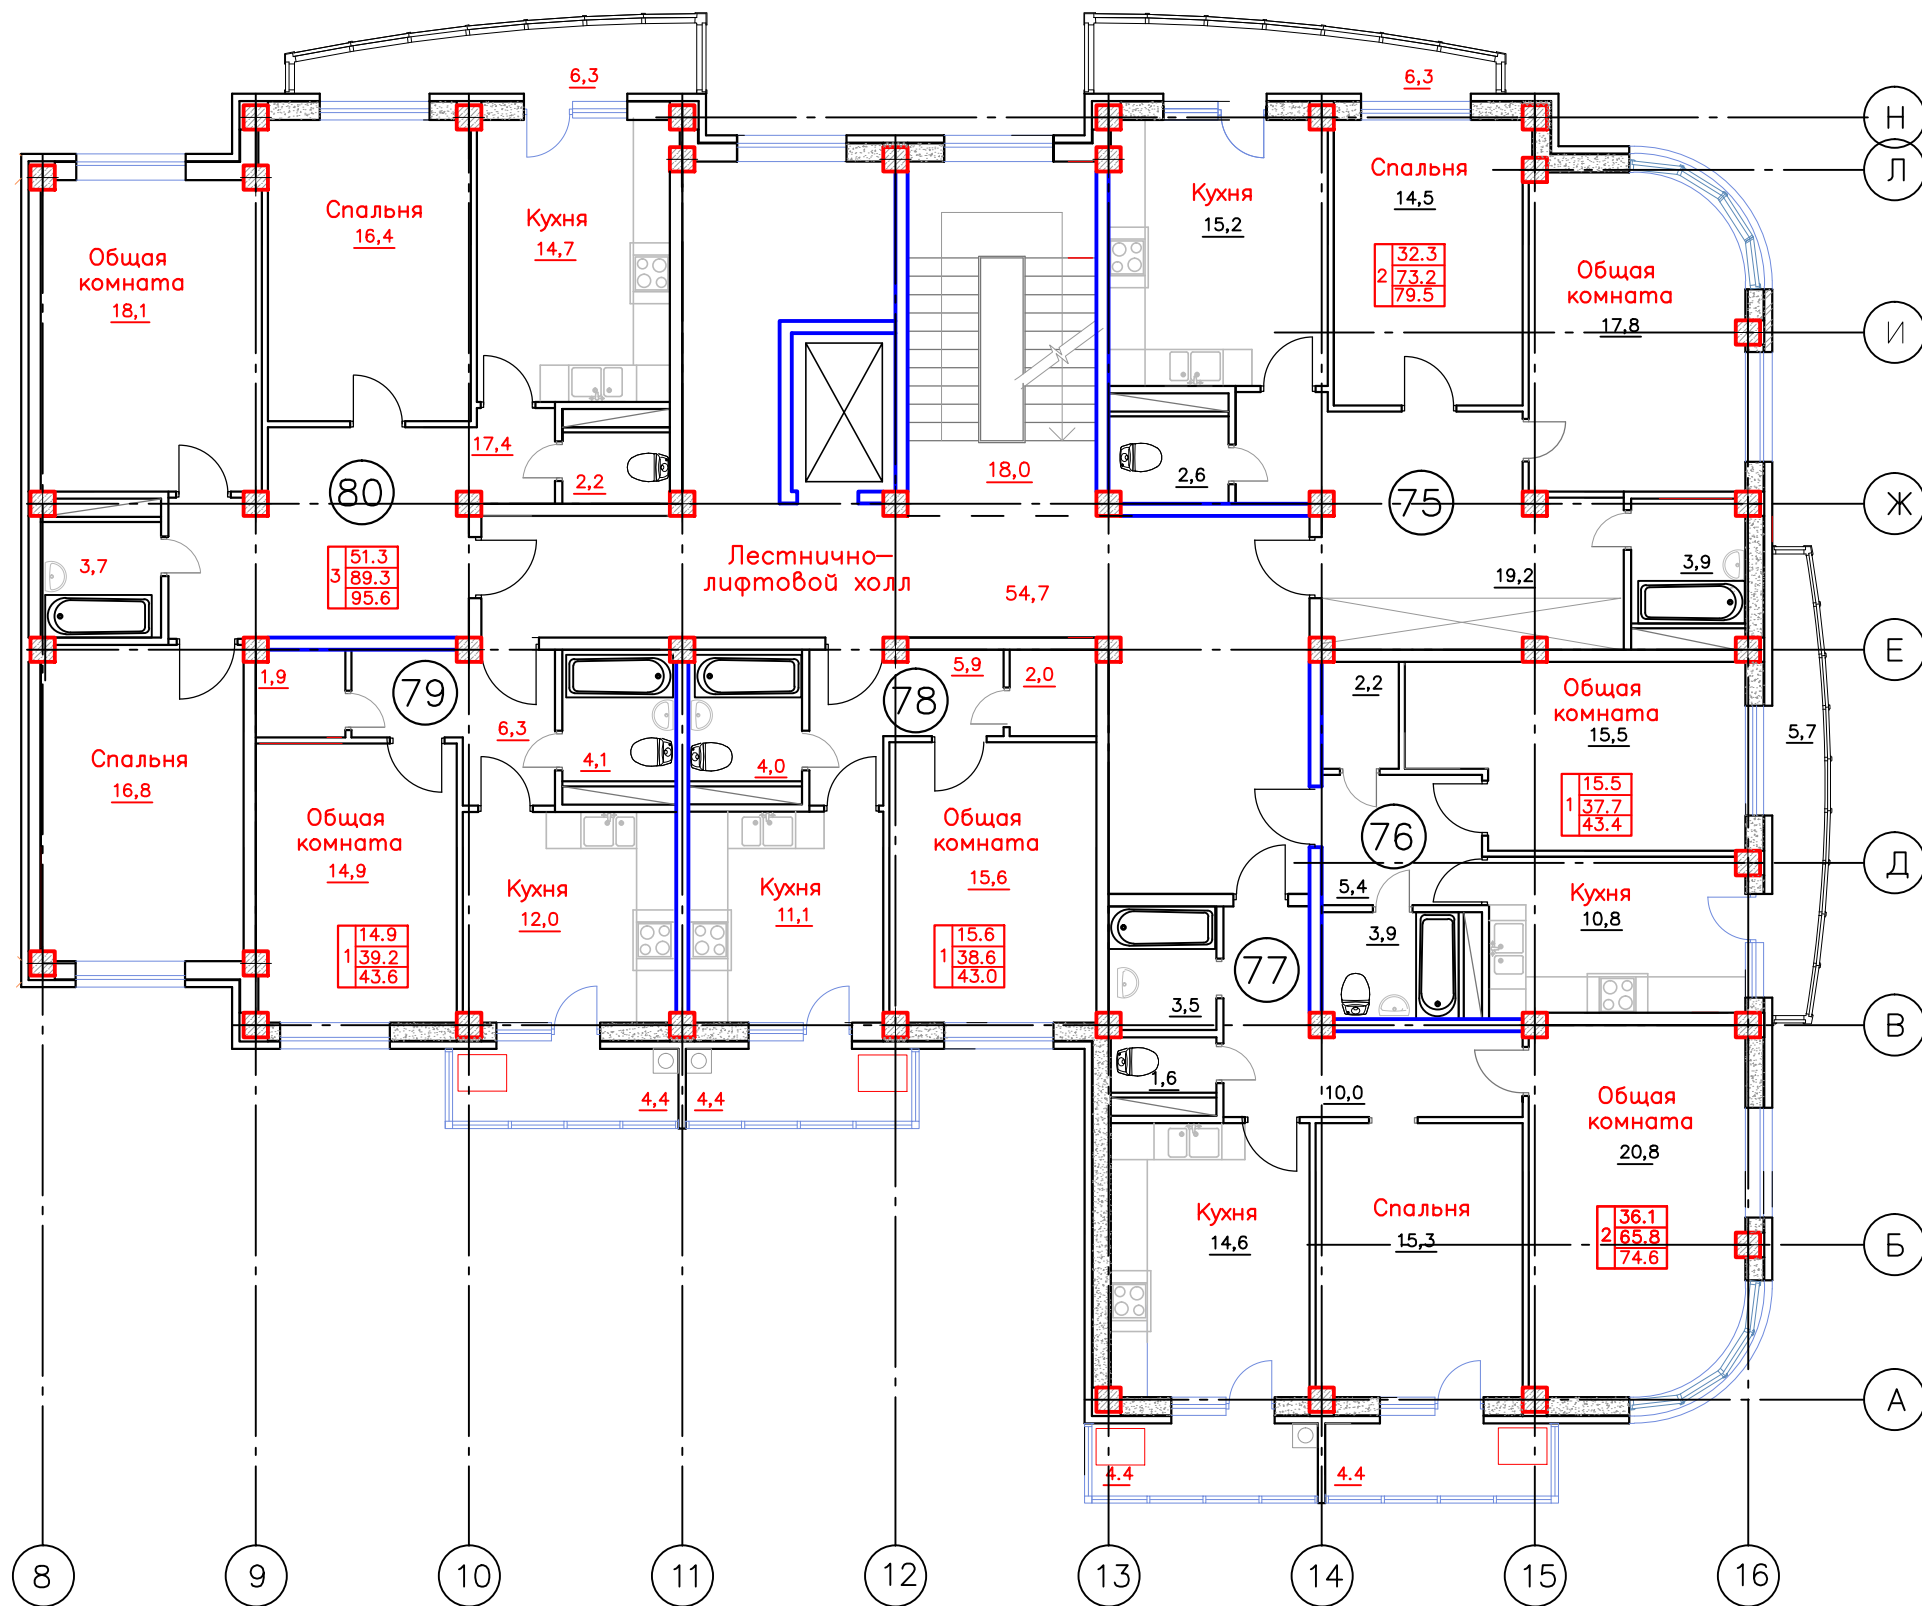 6,3
6,3
Н
Л
Спальня
16,4
Кухня
14,7
Общая
комната
18,1
Кухня
15,2
Спальня
14,5
2 32.3
73.2
79.5
Общая
комната
17,8
И
17,4
2,2
80
18,0
2,6
75
Ж
3,7
3 51.3
89.3
95.6
Лестнично-
лифтовой холл
54,7
19,2
3,9
Е
1,9
79
6,3
4,1
4,0
78
5,9
2,0
2,2
Общая
комната
15,5
5,7
1 15.5
37.7
43.4
Спальня
16,8
Общая
комната
14,9
Кухня
12,0
Кухня
11,1
Общая
комната
15,6
76
Д
5,4
3,9
Кухня
10,8
1 14.9
39.2
43.6
1 15.6
38.6
43.0
77
3,5
В
4,4
4,4
1,6
10,0
Общая
комната
20,8
Кухня
14,6
Спальня
15,3
2 36.1
65.8
74.6
Б
А
4.4
4.4
8
9
10
11
12
13
14
15
16